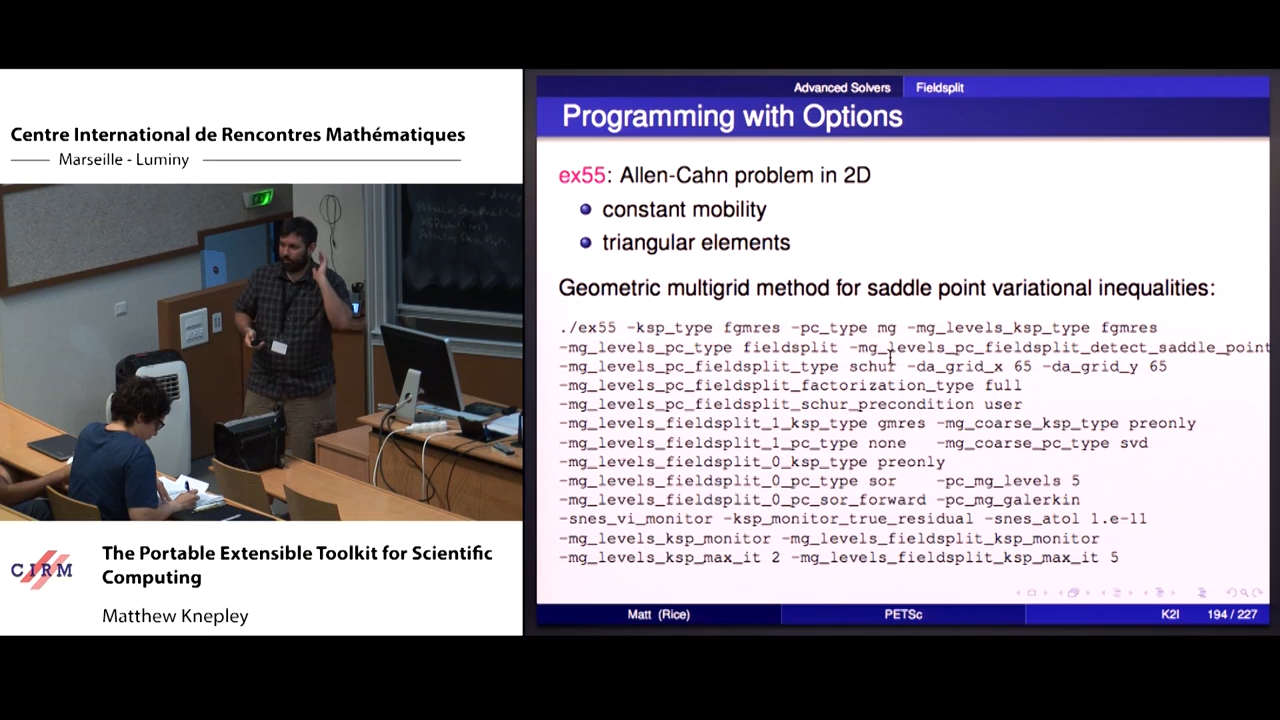 Centre International de Rencontres Mathématiques
Marseille - Luminy
CIRM
The Portable Extensible Toolkit for Scientific
Computing
Matthew Knepley
Advanced Solvers Fieldsplit
Programming with Options
ex55: Allen-Cahn problem in 2D
constant mobility
triangular elements
Geometric multigrid method for saddle point variational inequalities:
./ex55 -ksp_type fgmres -pc_type mg -mg_levels_ksp_type fgmres
-mg_levels_pc_type fieldsplit -mg_levels_pc_fieldsplit_detect_saddle_point
-mg_levels_pc_fieldsplit_type schur -da_grid_x 65 -da_grid_y 65
-mg_levels_pc_fieldsplit_factorization_type full
-mg_levels_pc_fieldsplit_schur_precondition user
-mg_levels_fieldsplit_1_ksp_type gmres -mg_coarse_ksp_type preonly
-mg_levels_fieldsplit_1_pc_type none -mg_coarse_pc_type svd
-mg_levels_fieldsplit_0_ksp_type preonly
-mg_levels_fieldsplit_0_pc_type sor -pc_mg_levels 5
-mg_levels_fieldsplit_0_pc_sor_forward -pc_mg_galerkin
-snes_vi_monitor -ksp_monitor_true_residual -snes_atol 1.e-11
-mg_levels_ksp_monitor -mg_levels_fieldsplit_ksp_monitor
-mg_levels_ksp_max_it 2 -mg_levels_fieldsplit_ksp_max_it 5
Matt (Rice) PETSc K2I 194 / 227